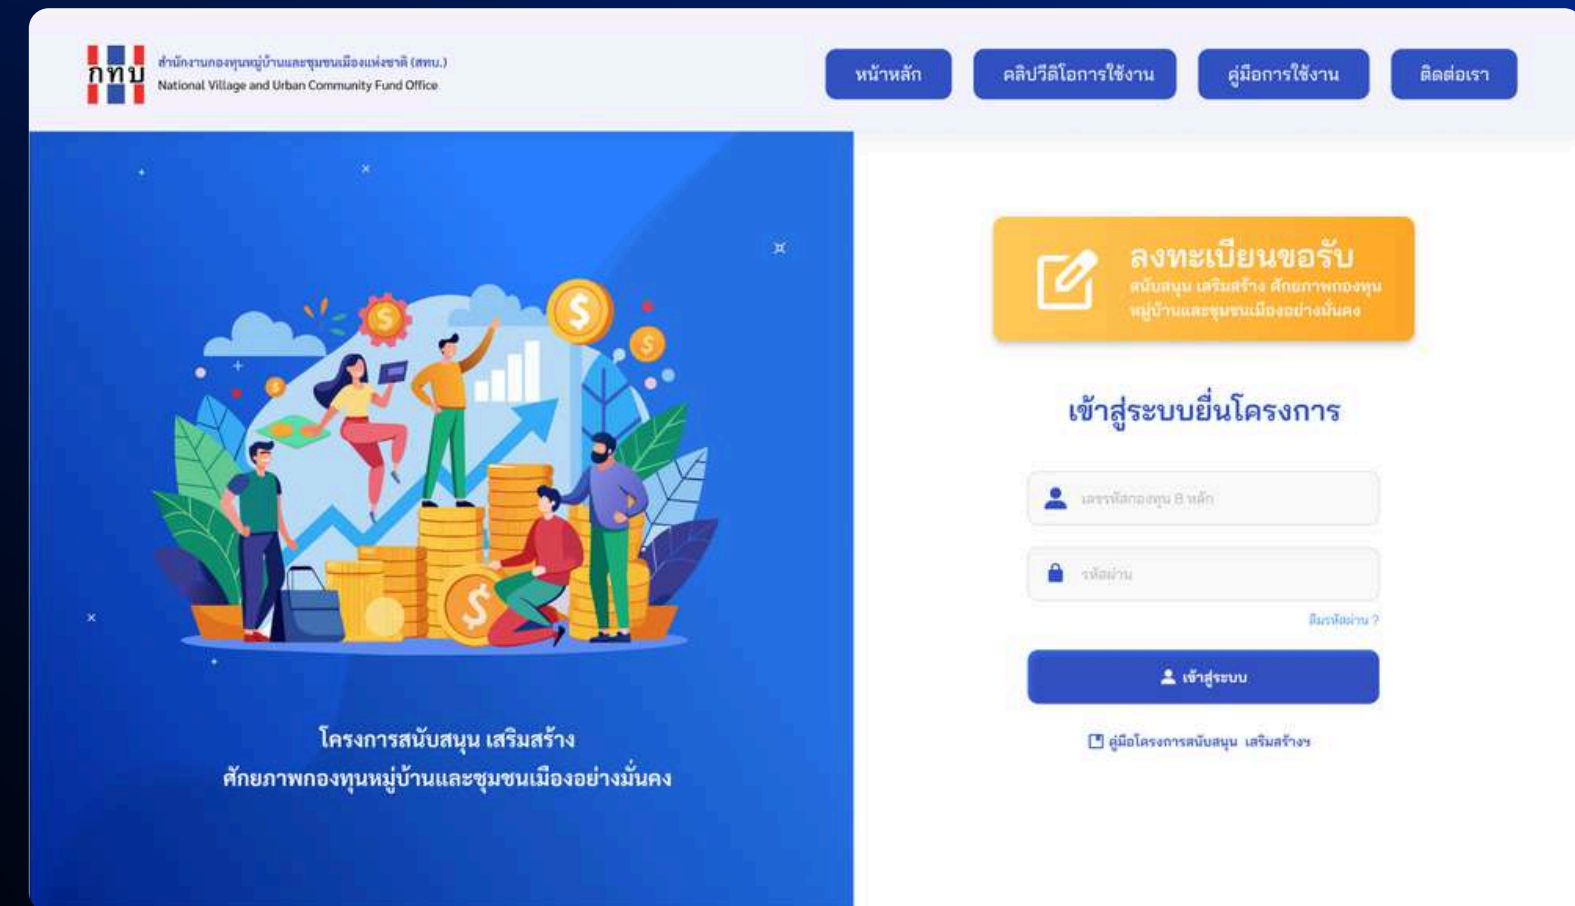 กทบ
สำนักงานกองทุนหมู่บ้านและชุมชนเมืองแห่งชาติ (สทบ.)
National Village and Urban Community Fund Office
หน้าหลัก
คลิปวีดิโอการใช้งาน
คู่มือการใช้งาน
ติดต่อเรา
โครงการสนับสนุน เสริมสร้าง
ศักยภาพกองทุนหมู่บ้านและชุมชนเมืองอย่างมั่นคง
ลงทะเบียนขอรับ
สนับสนุน เสริมสร้าง ศักยภาพกองทุน
หมู่บ้านและชุมชนเมืองอย่างมั่นคง
เข้าสู่ระบบยื่นโครงการ
เลขรหัสกองทุน 8 หลัก
รหัสผ่าน
ลืมรหัสผ่าน ?
เข้าสู่ระบบ
คู่มือโครงการสนับสนุน เสริมสร้างฯ